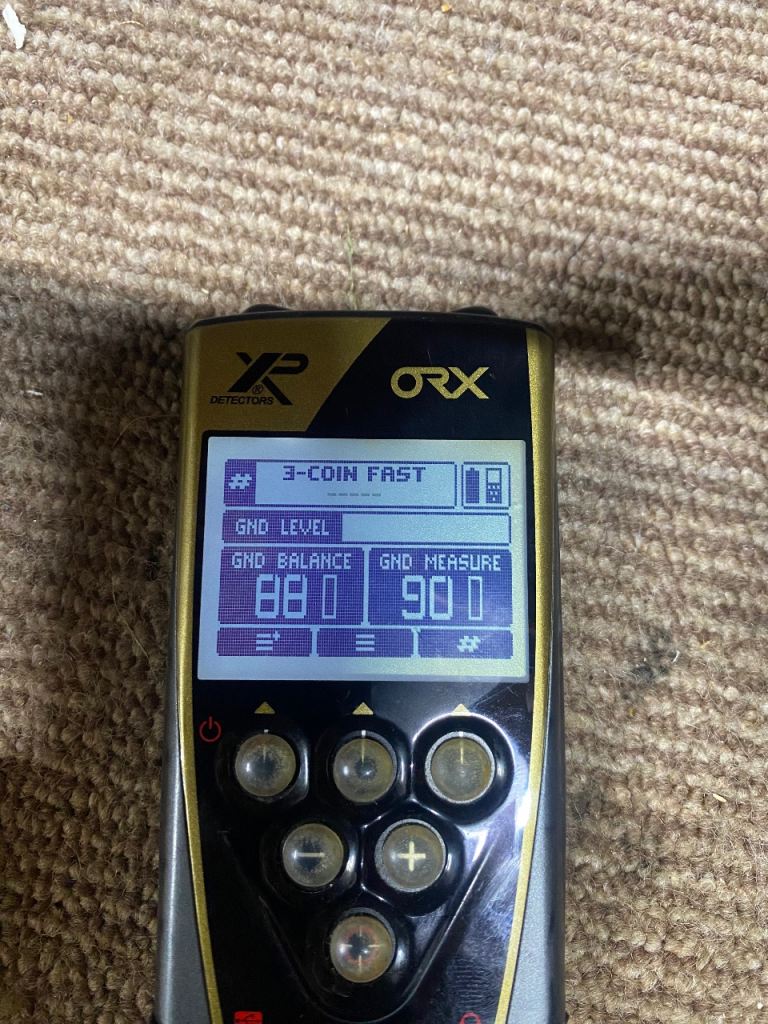 XP
®
DETECTORS
ORX
#
3-COIN FAST
-----
GND LEVEL
GND BALANCE
GND MEASURE
88
90
#
- +